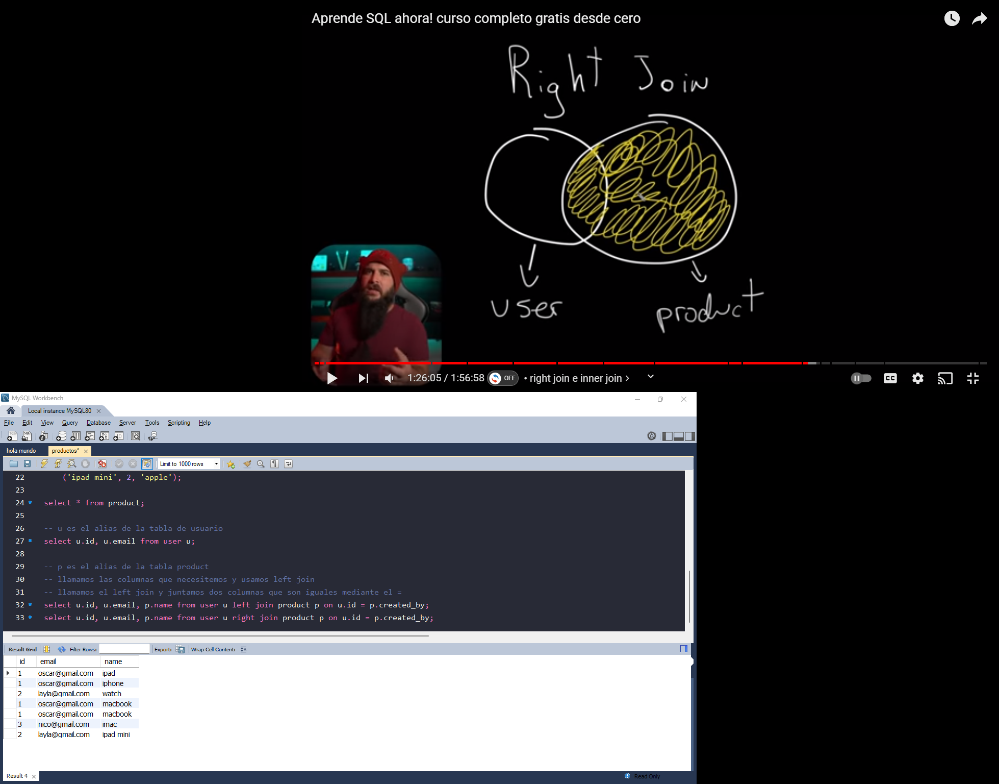 Aprende SQL ahora! curso completo gratis desde cero
Right Join
user
product
1:26:05 / 1:56:58 OFF • right join e inner join >
CC
MySQL Workbench
Local instance MySQL80
File Edit View Query Database Server Tools Scripting Help
hola mundo productos*
Limit to 1000 rows
22 ('ipad mini', 2, 'apple');
23
24 select * from product;
25
26 -- u es el alias de la tabla de usuario
27 select u.id, u.email from user u;
28
29 -- p es el alias de la tabla product
30 -- llamamos las columnas que necesitemos y usamos left join
31 -- llamamos el left join y juntamos dos columnas que son iguales mediante el =
32 select u.id, u.email, p.name from user u left join product p on u.id = p.created_by;
33 select u.id, u.email, p.name from user u right join product p on u.id = p.created_by;
Result Grid Filter Rows: Export: Wrap Cell Content:
id email name
1 oscar@gmail.com ipad
1 oscar@gmail.com iphone
2 layla@gmail.com watch
1 oscar@gmail.com macbook
1 oscar@gmail.com macbook
3 nico@gmail.com imac
2 layla@gmail.com ipad mini
Result 4
Read Only